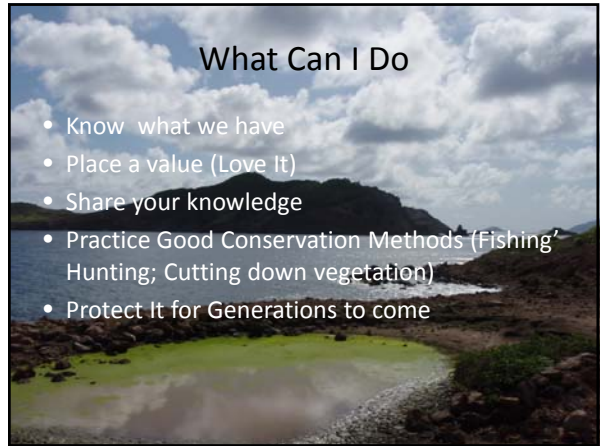 What Can I Do
• Know  what we have
• Place a value (Love It)
• Share your knowledge
• Practice Good Conservation Methods (Fishing’
Hunting; Cutting down vegetation)
• Protect It for Generations to come